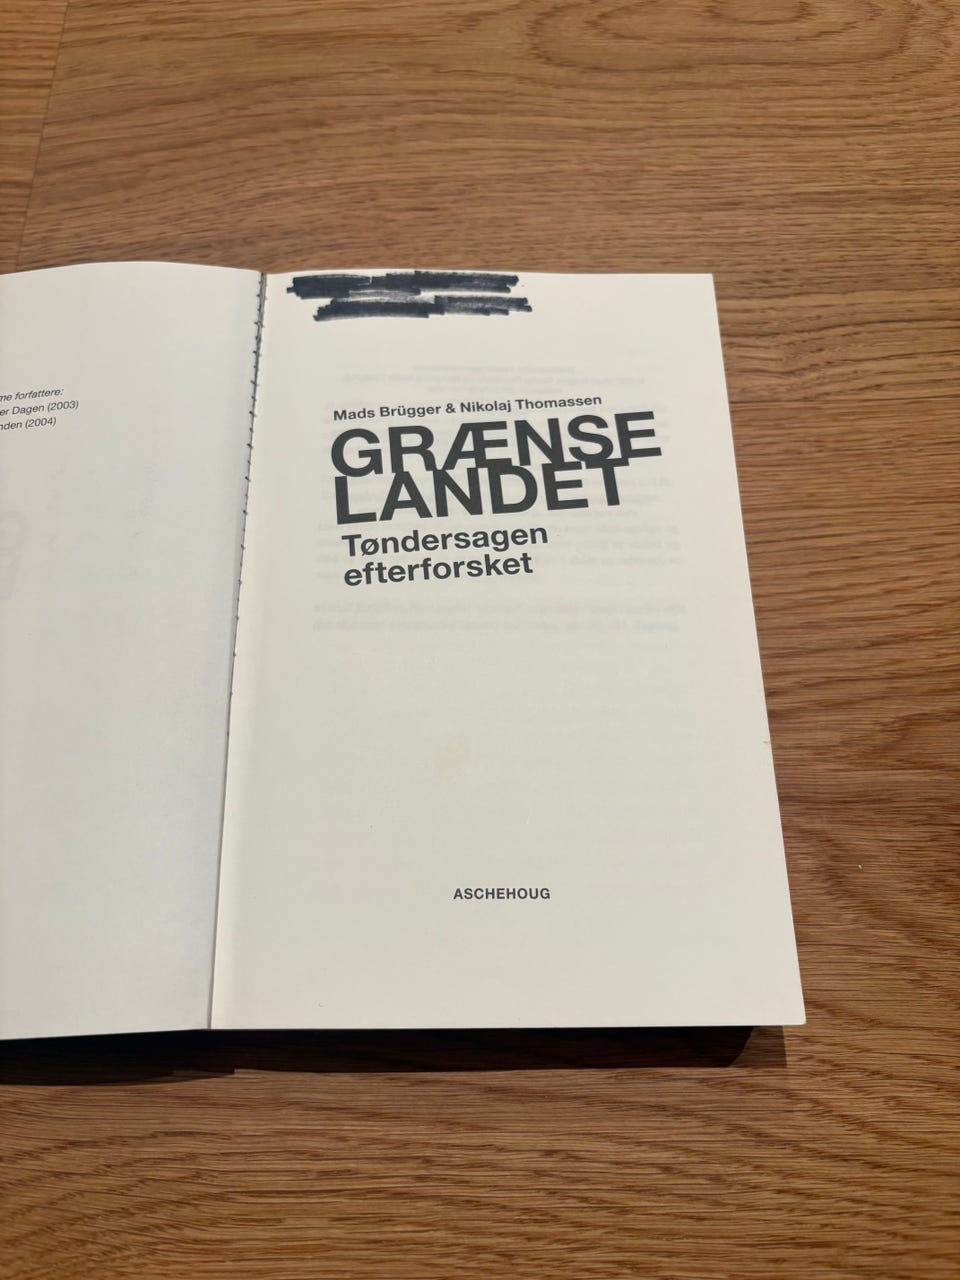 me forfattere:
er Dagen (2003)
nden (2004)
Mads Brügger & Nikolaj Thomassen
GRÆNSE
LANDET
Tøndersagen
efterforsket
ASCHEHOUG